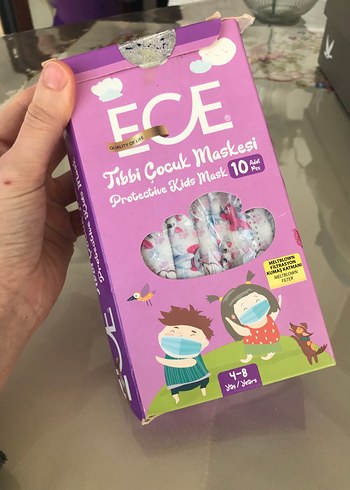 ECE®
QUALITY OF LIFE
Tıbbi Çocuk Maskesi
Protective Kids Mask
10 Adet
Pcs
MELTBLOWN
FİLTRASYON
KUMAŞ KATMANI
MELTBLOWN
FILTER
4-8
Yaş / Years